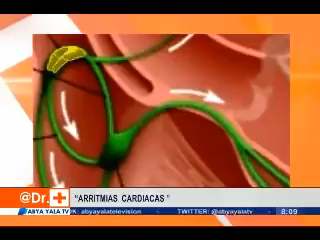 @Dr.
"ARRITMIAS CARDIACAS"
ABYA YALA TV f: abyayalatelevision - TWITTER: @abyayalatv 8:09